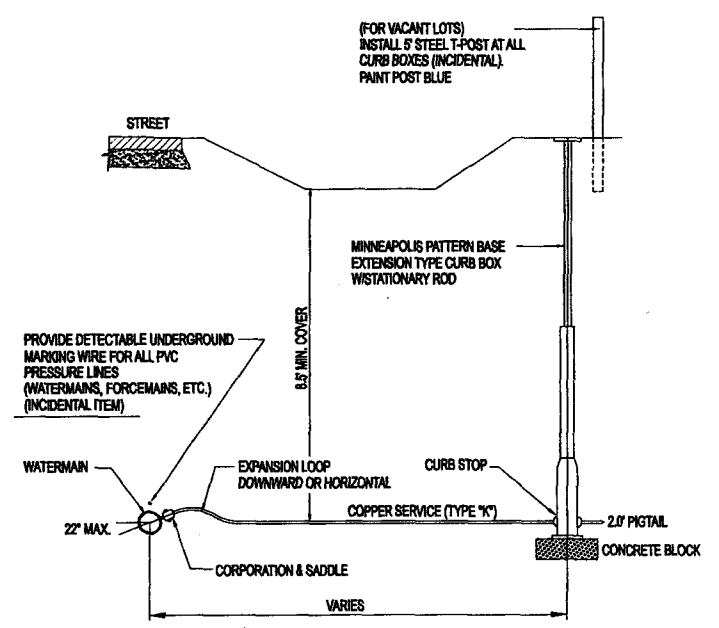 (FOR VACANT LOTS)
INSTALL 5' STEEL T-POST AT ALL
CURB BOXES (INCIDENTAL).
PAINT POST BLUE
STREET
MINNEAPOLIS PATTERN BASE
EXTENSION TYPE CURB BOX
W/STATIONARY ROD
8.5' MIN. COVER
PROVIDE DETECTABLE UNDERGROUND
MARKING WIRE FOR ALL PVC
PRESSURE LINES
(WATERMAINS, FORCEMAINS, ETC.)
(INCIDENTAL ITEM)
WATERMAIN
EXPANSION LOOP
DOWNWARD OR HORIZONTAL
CURB STOP
COPPER SERVICE (TYPE "K")
2.0' PIGTAIL
22° MAX.
CONCRETE BLOCK
CORPORATION & SADDLE
VARIES